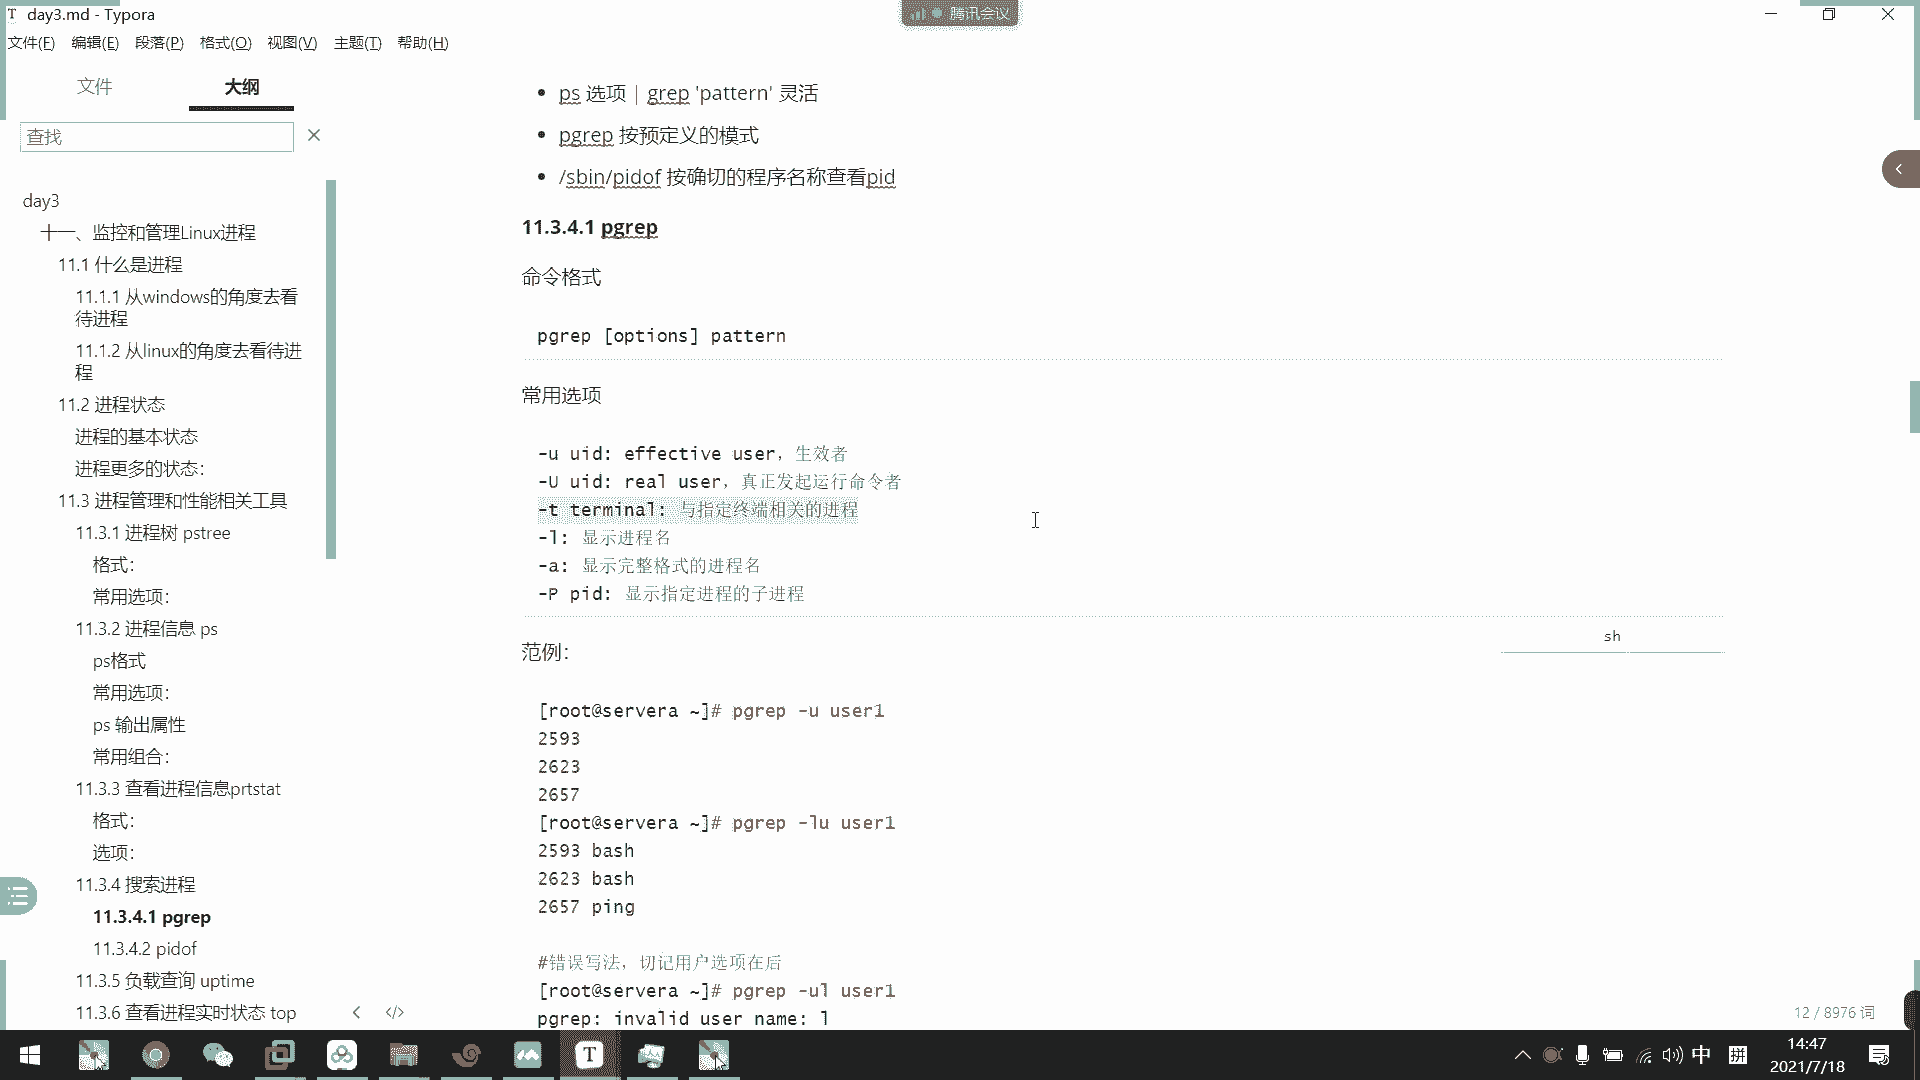 day3.md - Typora
腾讯会议
文件(F) 编辑(E) 段落(P) 格式(O) 视图(V) 主题(T) 帮助(H)
文件 大纲
查找
day3
十一、监控和管理Linux进程
11.1 什么是进程
11.1.1 从windows的角度去看
待进程
11.1.2 从linux的角度去看待进
程
11.2 进程状态
进程的基本状态
进程更多的状态：
11.3 进程管理和性能相关工具
11.3.1 进程树 pstree
格式：
常用选项：
11.3.2 进程信息 ps
ps格式
常用选项：
ps 输出属性
常用组合：
11.3.3 查看进程信息prtstat
格式：
选项：
11.3.4 搜索进程
11.3.4.1 pgrep
11.3.4.2 pidof
11.3.5 负载查询 uptime
11.3.6 查看进程实时状态 top
ps 选项 | grep 'pattern' 灵活
pgrep 按预定义的模式
/sbin/pidof 按确切的程序名称查看pid
11.3.4.1 pgrep
命令格式
pgrep [options] pattern
常用选项
-u uid: effective user，生效者
-U uid: real user，真正发起运行命令者
-t terminal: 与指定终端相关的进程
-l: 显示进程名
-a: 显示完整格式的进程名
-P pid: 显示指定进程的子进程
sh
范例：
[root@servera ~]# pgrep -u user1
2593
2623
2657
[root@servera ~]# pgrep -lu user1
2593 bash
2623 bash
2657 ping
#错误写法，切记用户选项在后
[root@servera ~]# pgrep -ul user1
pgrep: invalid user name: l
12 / 8976 词
中
拼
14:47
2021/7/18